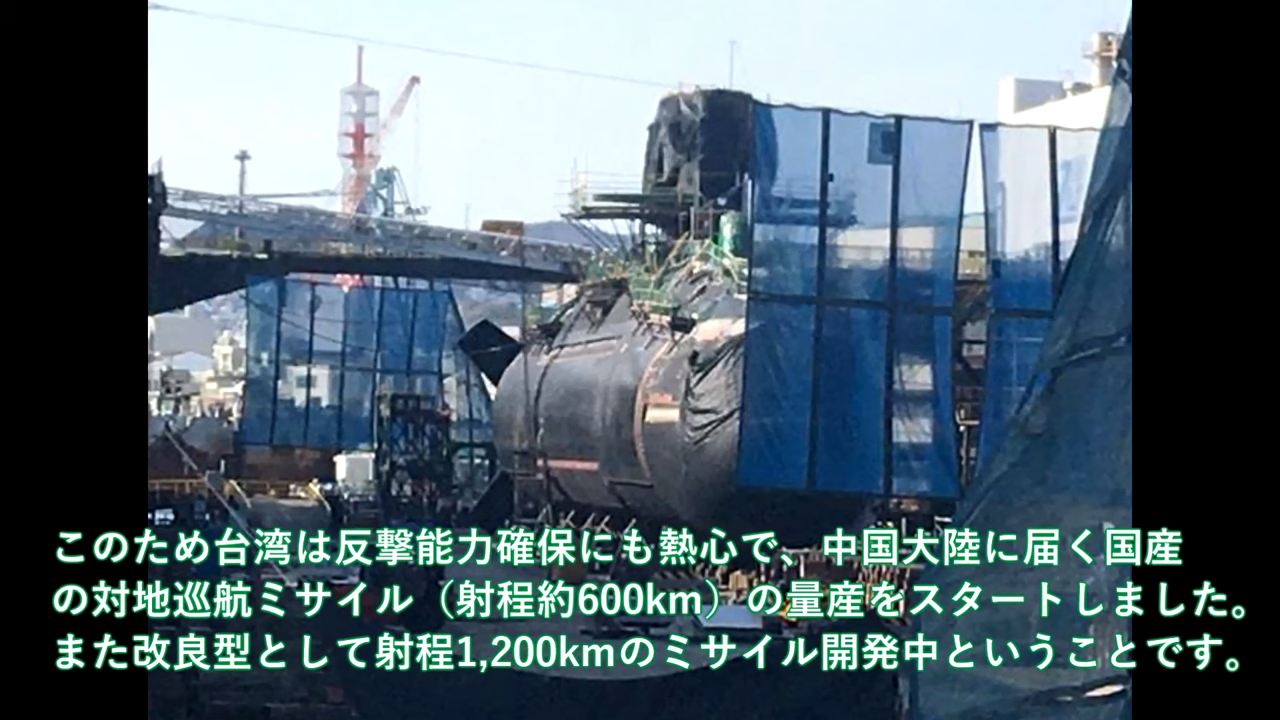 このため台湾は反撃能力確保にも熱心で、中国大陸に届く国産
の対地巡航ミサイル（射程約600km）の量産をスタートしました。
また改良型として射程1,200kmのミサイル開発中ということです。